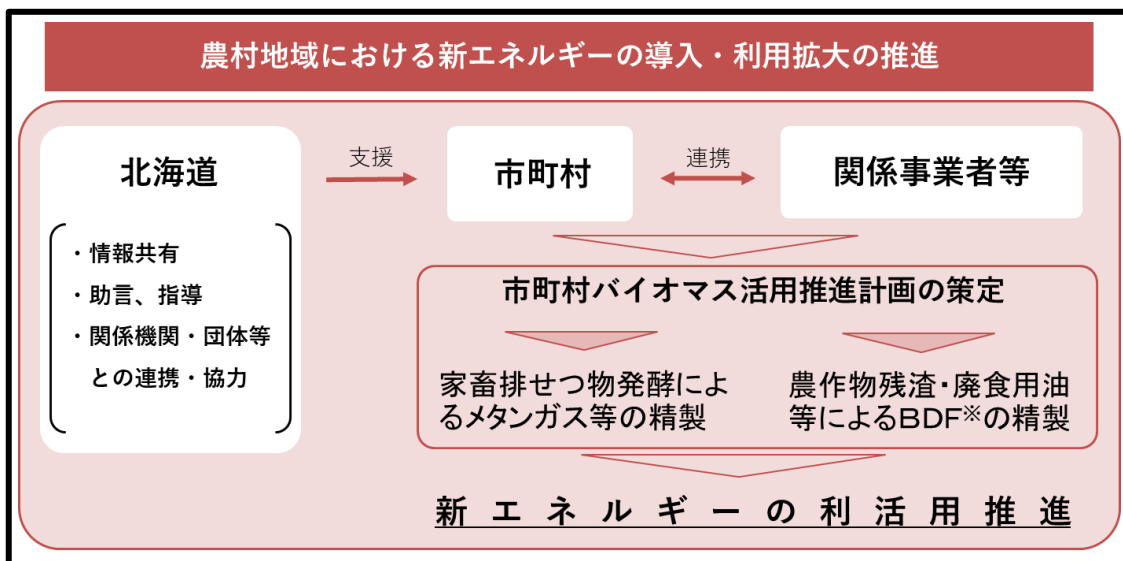 農村地域における新エネルギーの導入・利用拡大の推進
北海道
・情報共有
・助言、指導
・関係機関・団体等
との連携・協力
支援
市町村
連携
関係事業者等
市町村バイオマス活用推進計画の策定
家畜排せつ物発酵によ
るメタンガス等の精製
農作物残渣・廃食用油
等によるBDF※の精製
新エネルギーの利活用推進